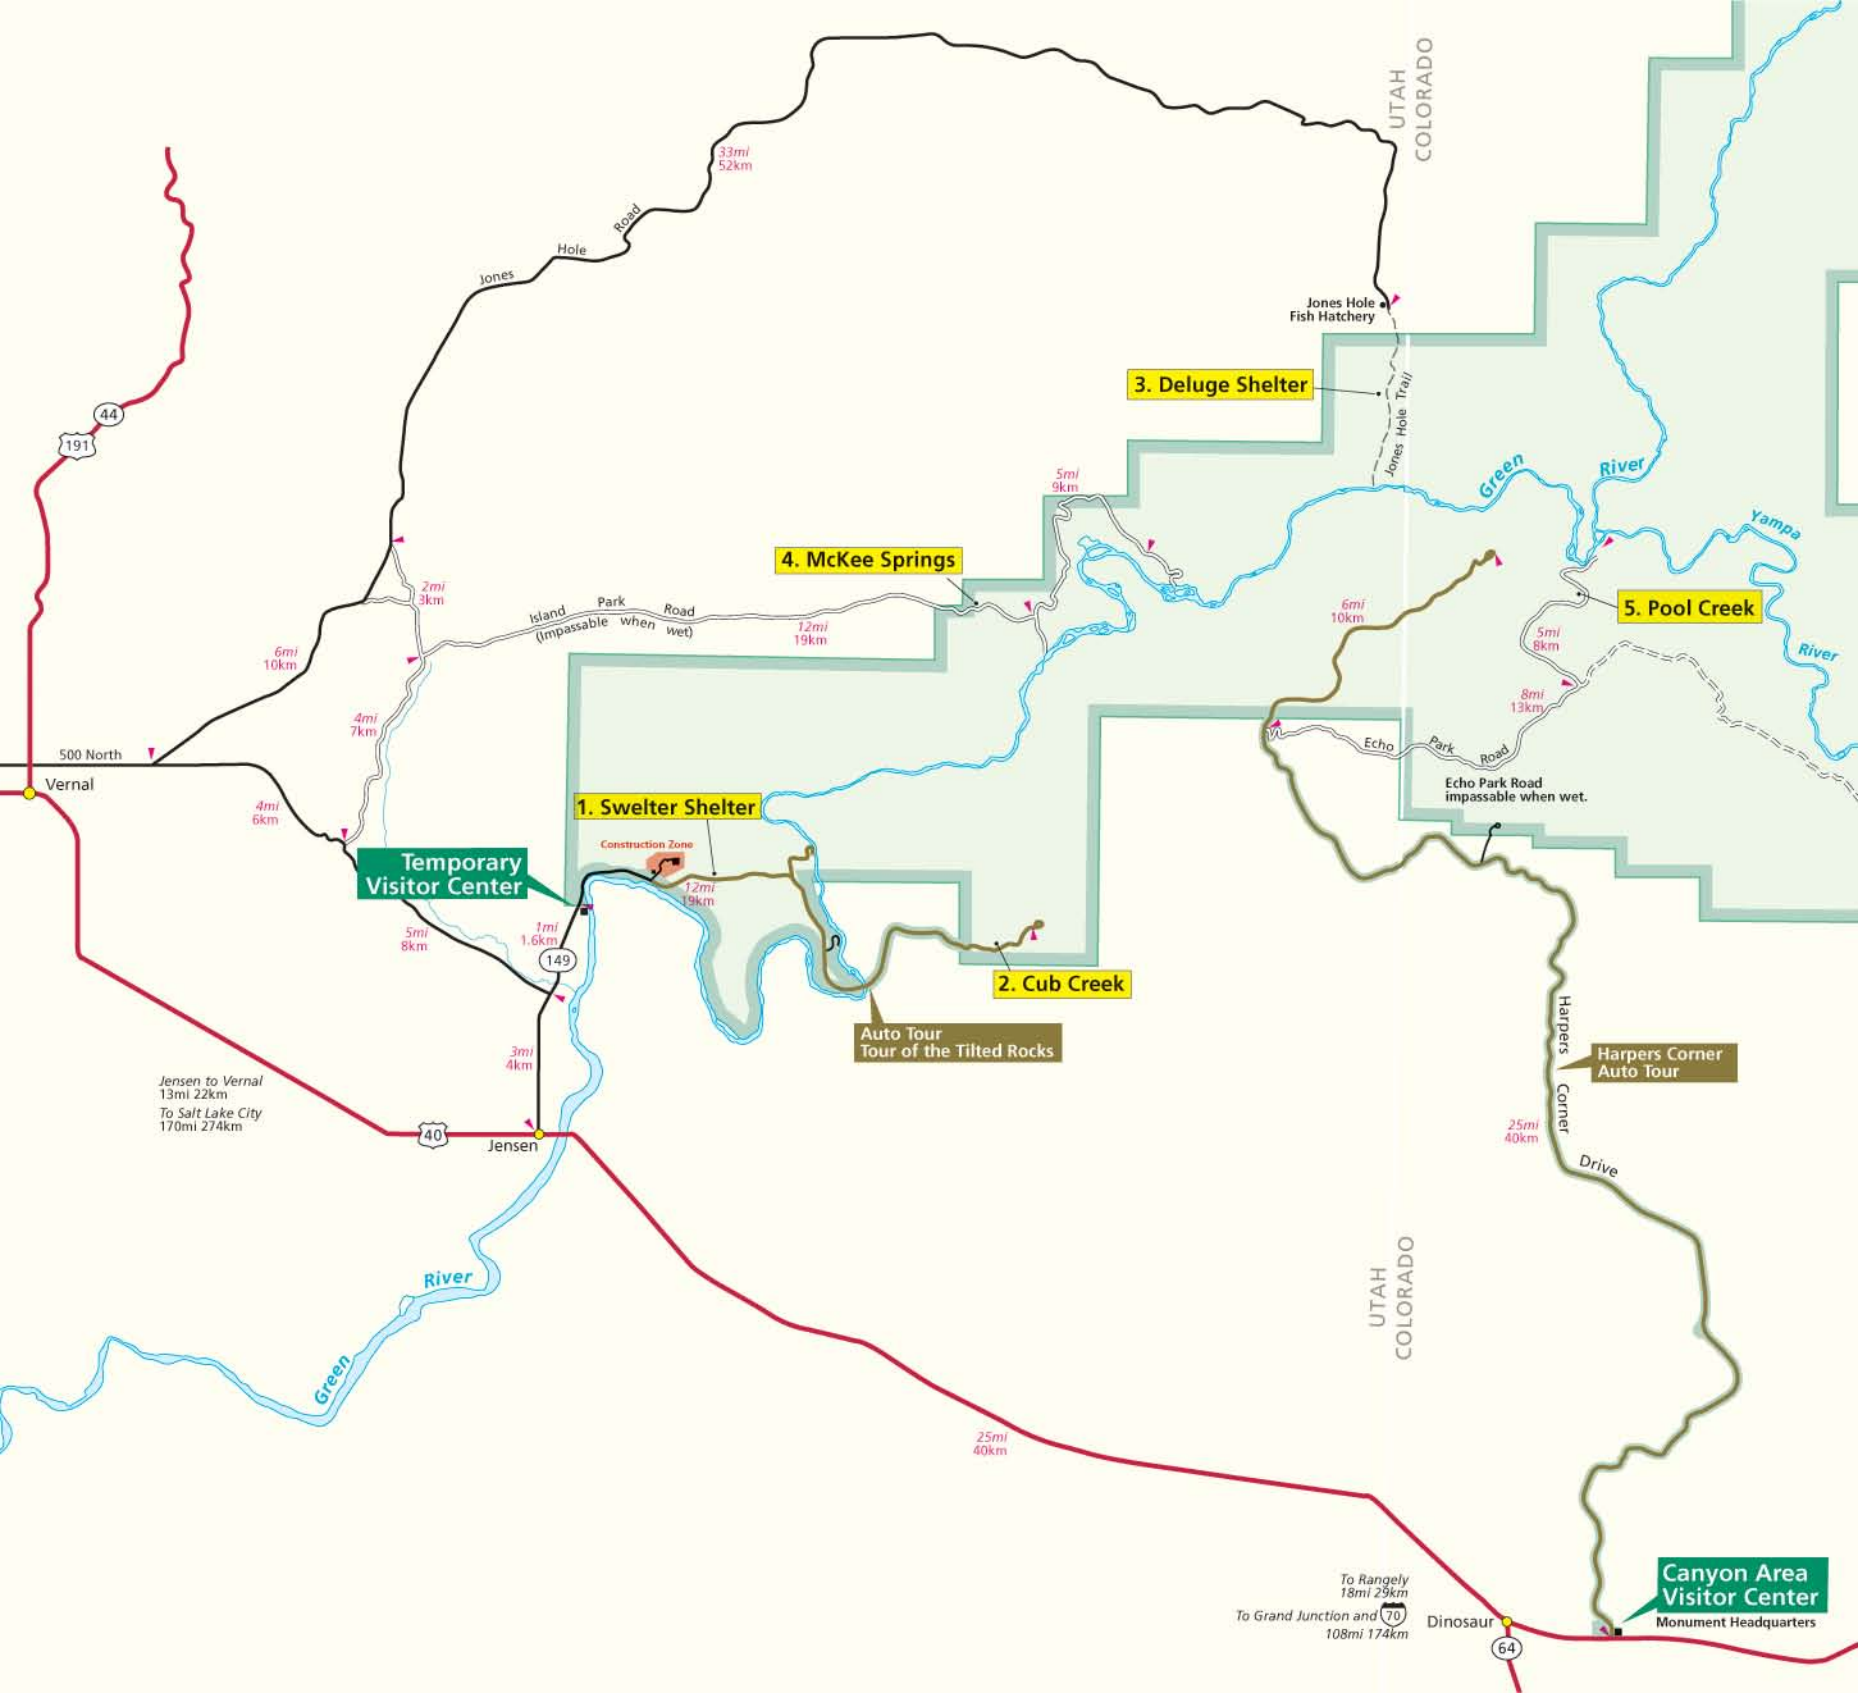 UTAH
COLORADO
33mi
52km
Jones Hole Road
Jones Hole
Fish Hatchery
3. Deluge Shelter
Jones Hole Trail
44
191
5mi
9km
Green River
Yampa River
4. McKee Springs
2mi
3km
Island Park Road
(Impassable when wet)
12mi
19km
6mi
10km
5. Pool Creek
5mi
8km
6mi
10km
8mi
13km
4mi
7km
500 North
Vernal
Echo Park Road
Echo Park Road
impassable when wet.
4mi
6km
1. Swelter Shelter
Construction Zone
Temporary
Visitor Center
12mi
19km
5mi
8km
1mi
1.6km
149
2. Cub Creek
Auto Tour
Tour of the Tilted Rocks
3mi
4km
Harpers Corner Drive
Harpers Corner
Auto Tour
Jensen to Vernal
13mi 22km
To Salt Lake City
170mi 274km
40
Jensen
25mi
40km
River
Green
UTAH
COLORADO
25mi
40km
To Rangely
18mi 29km
To Grand Junction and 70
108mi 174km
Dinosaur
64
Canyon Area
Visitor Center
Monument Headquarters